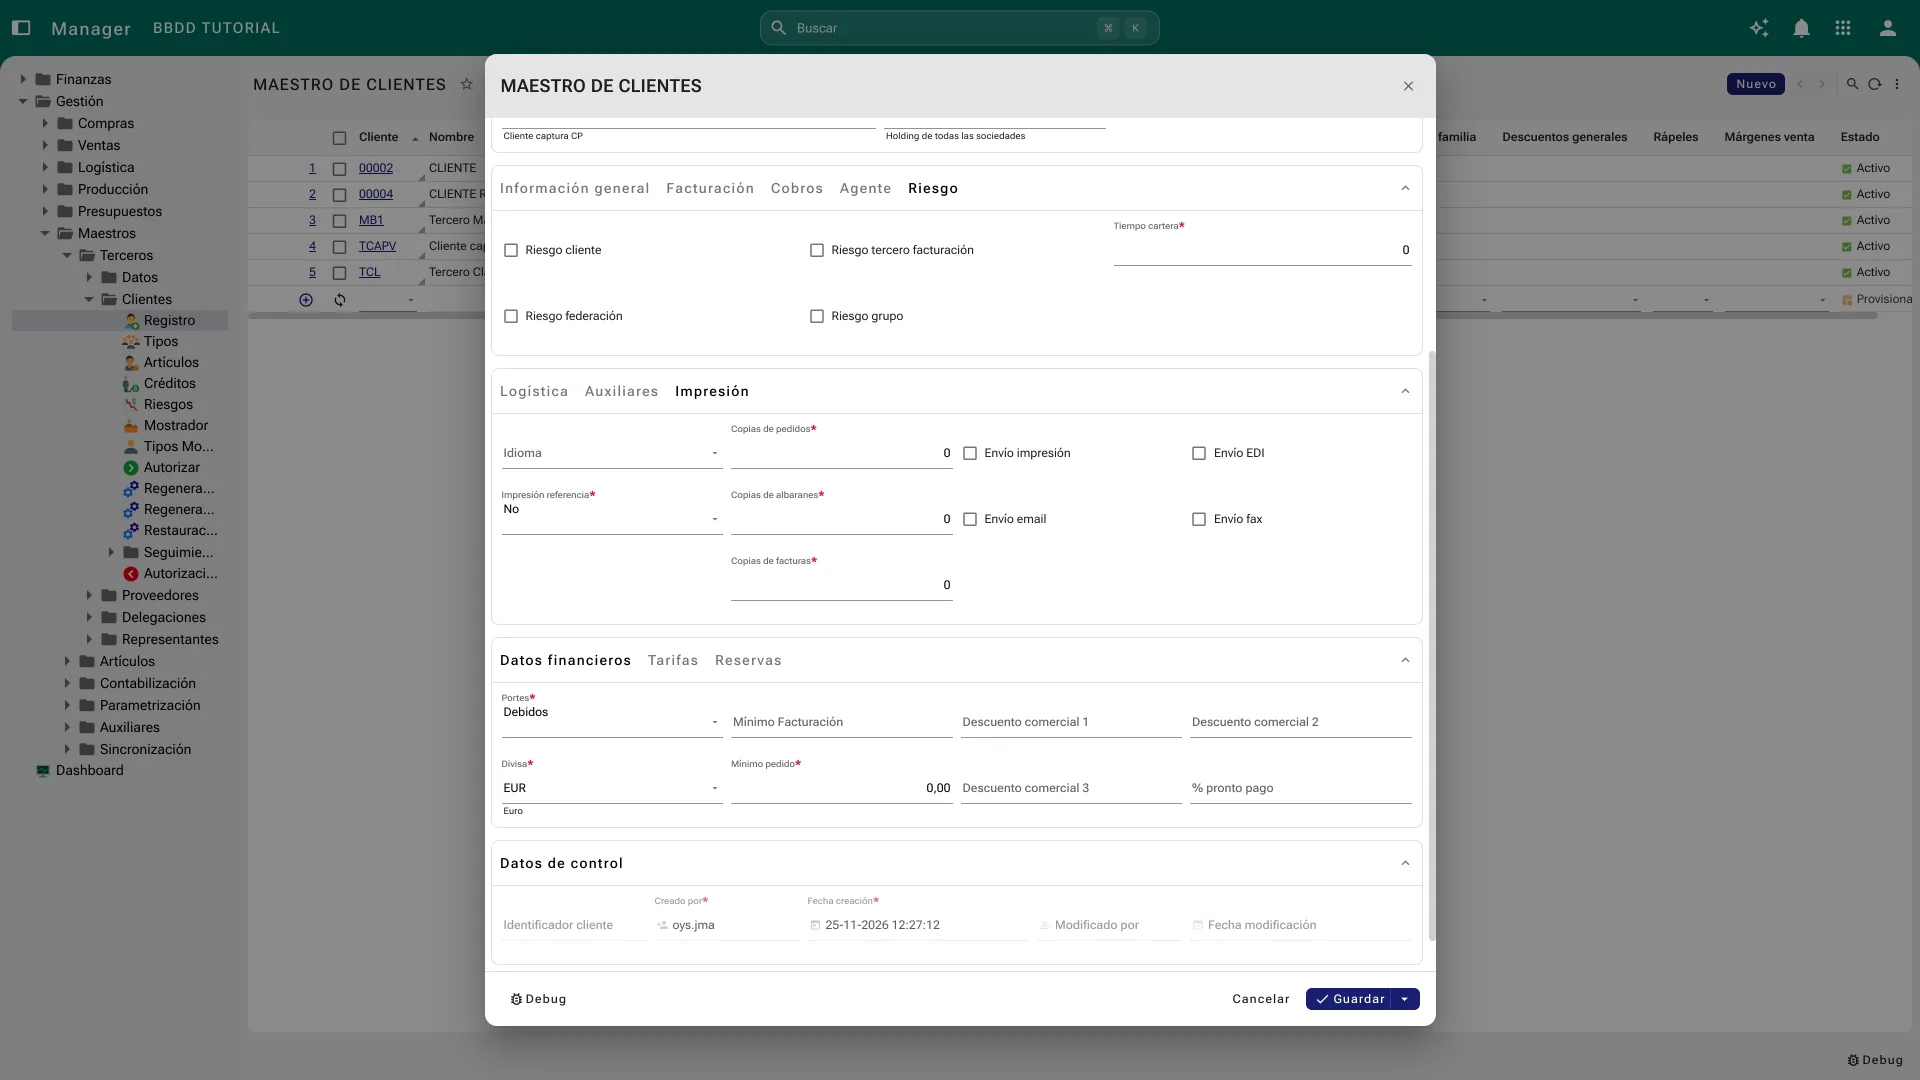 Manager BBDD TUTORIAL
Buscar ⌘ K
Finanzas
Gestión
Compras
Ventas
Logística
Producción
Presupuestos
Maestros
Terceros
Datos
Clientes
Registro
Tipos
Artículos
Créditos
Riesgos
Mostrador
Tipos Mo...
Autorizar
Regenera...
Regenera...
Restaurac...
Seguimie...
Autorizaci...
Proveedores
Delegaciones
Representantes
Artículos
Contabilización
Parametrización
Auxiliares
Sincronización
Dashboard
MAESTRO DE CLIENTES
Nuevo
Cliente Nombre familia Descuentos generales Rápeles Márgenes venta Estado
1 00002 CLIENTE Activo
2 00004 CLIENTE R Activo
3 MB1 Tercero Ma Activo
4 TCAPV Cliente cap Activo
5 TCL Tercero Cl Activo
Provisiona
MAESTRO DE CLIENTES
Cliente captura CP Holding de todas las sociedades
Información general Facturación Cobros Agente Riesgo
Tiempo cartera*
Riesgo cliente Riesgo tercero facturación 0
Riesgo federación Riesgo grupo
Logística Auxiliares Impresión
Copias de pedidos*
Idioma 0 Envío impresión Envío EDI
Impresión referencia* Copias de albaranes*
No 0 Envío email Envío fax
Copias de facturas*
0
Datos financieros Tarifas Reservas
Portes*
Debidos Mínimo Facturación Descuento comercial 1 Descuento comercial 2
Divisa* Mínimo pedido*
EUR 0,00 Descuento comercial 3 % pronto pago
Euro
Datos de control
Creado por* Fecha creación*
Identificador cliente oys.jma 25-11-2026 12:27:12 Modificado por Fecha modificación
Debug Cancelar Guardar
Debug